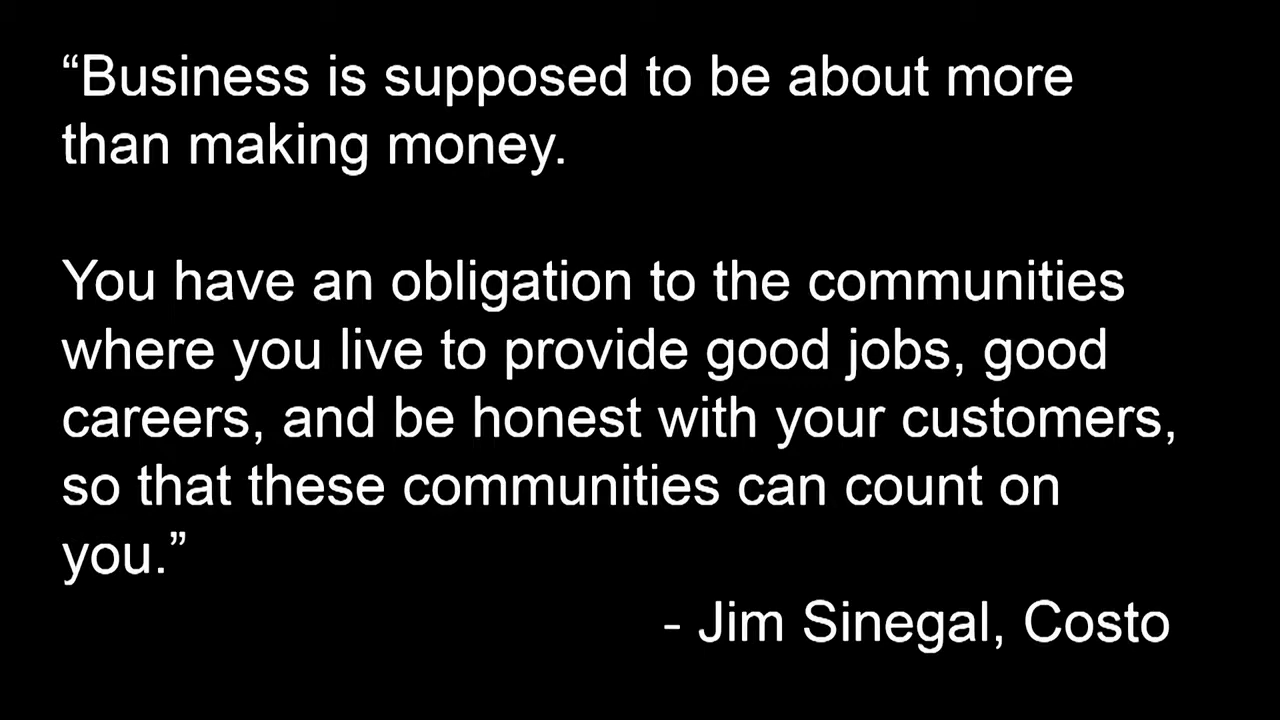 “Business is supposed to be about more
than making money.
You have an obligation to the communities
where you live to provide good jobs, good
careers, and be honest with your customers,
so that these communities can count on
you.”
- Jim Sinegal, Costo